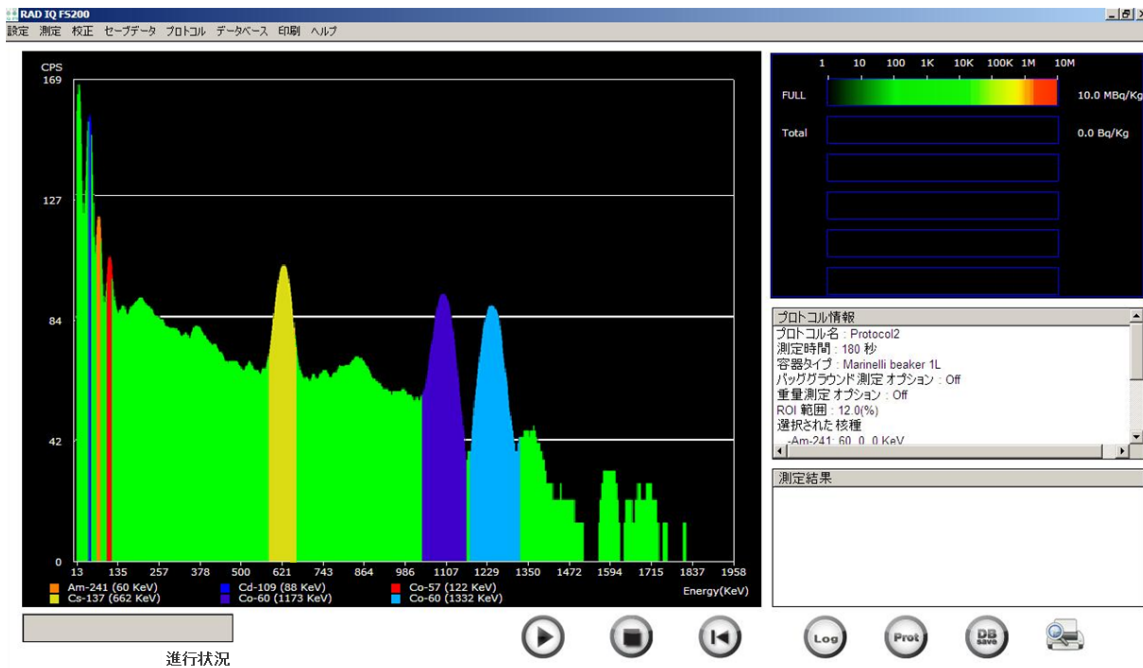 RAD IQ FS200
設定 測定 校正 セーブデータ プロトコル データベース 印刷 ヘルプ
CPS
169
127
84
42
0
13 135 257 378 500 621 743 864 986 1107 1229 1350 1472 1594 1715 1837 1958
Energy(KeV)
Am-241 (60 KeV) Cd-109 (88 KeV) Co-57 (122 KeV)
Cs-137 (662 KeV) Co-60 (1173 KeV) Co-60 (1332 KeV)
進行状況
1 10 100 1K 10K 100K 1M 10M
FULL 10.0 MBq/Kg
Total 0.0 Bq/Kg
プロトコル情報
プロトコル名 : Protocol2
測定時間 : 180 秒
容器タイプ : Marinelli beaker 1L
バッググラウンド 測定 オプション : Off
重量測定 オプション : Off
ROI 範囲 : 12.0(%)
選択された 核種
-Am-241: 60, 0, 0 KeV
測定結果
Log
Prot
DB
save